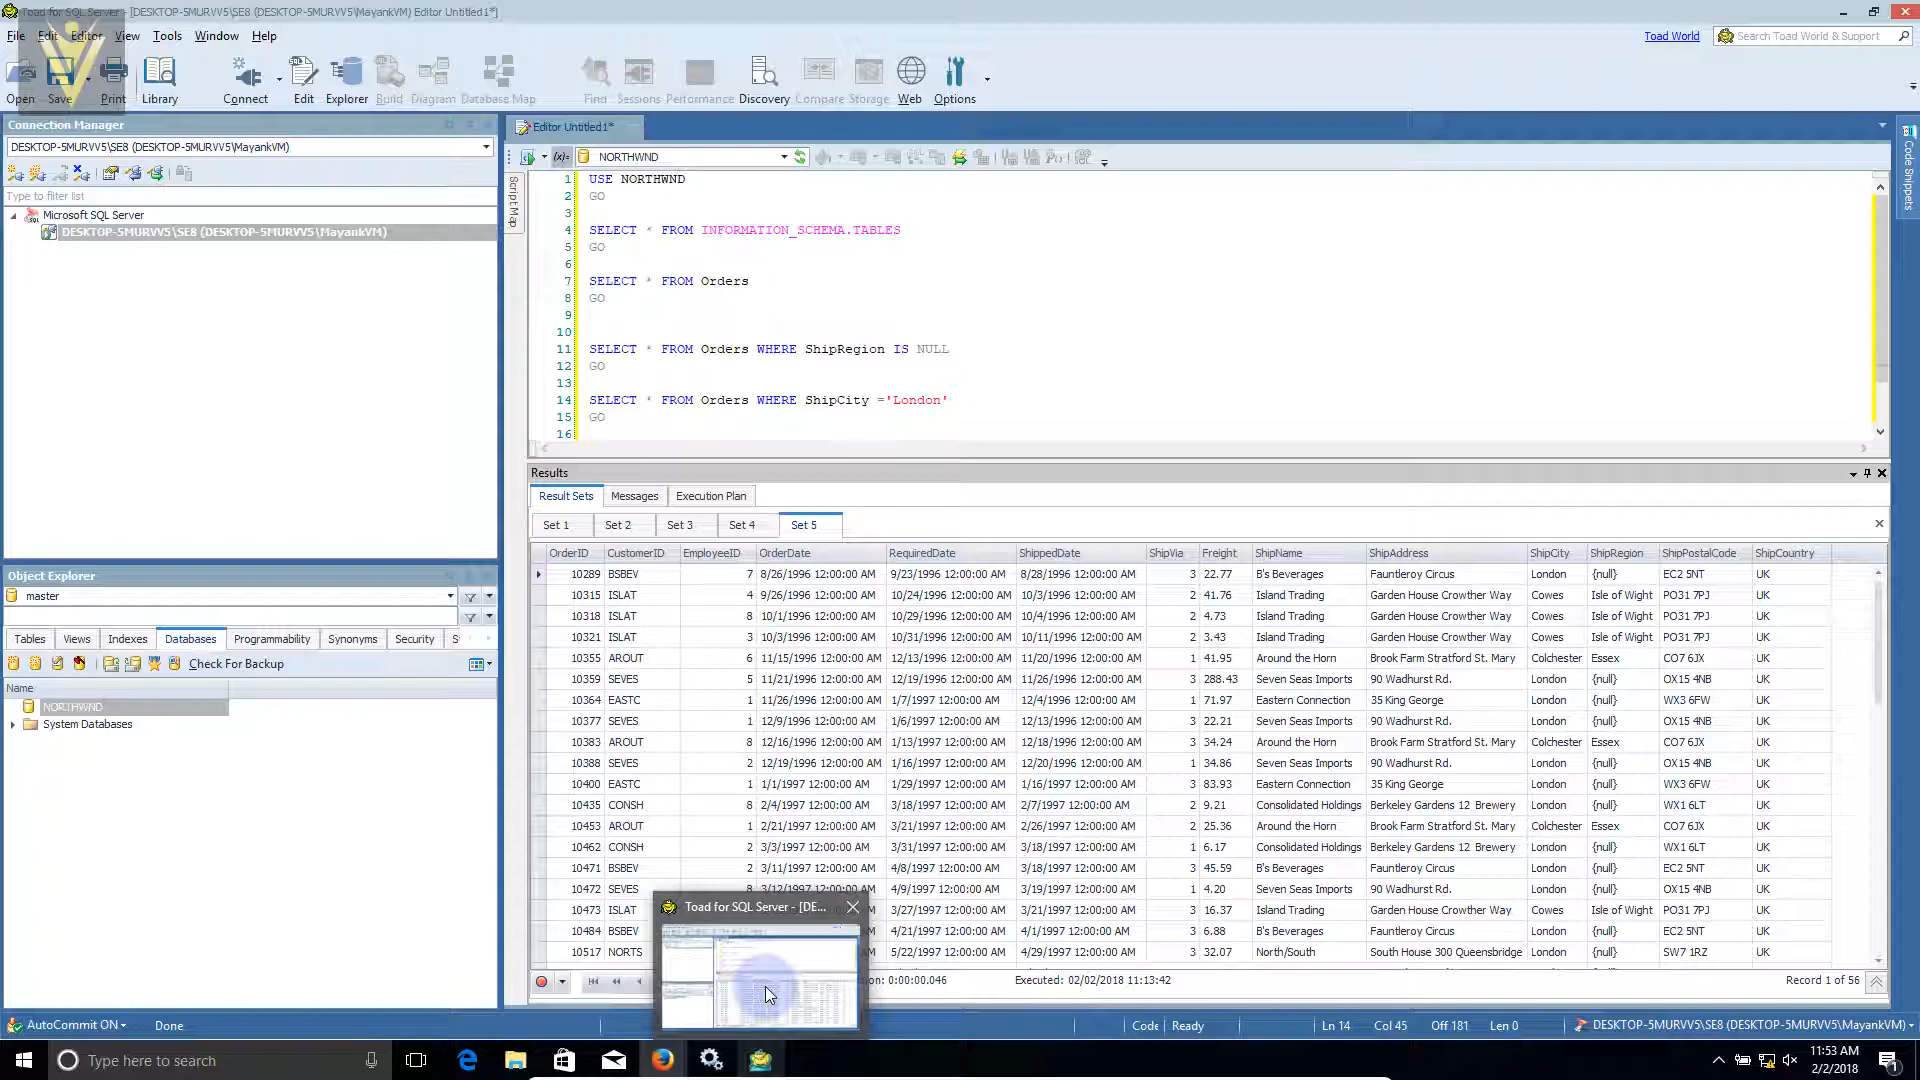 Toad for SQL Server - [DESKTOP-5MURVV5\SE8 (DESKTOP-5MURVV5\MayankVM) Editor Untitled1*]
File Edit Editor View Tools Window Help
Toad World
Search Toad World & Support
Open Save Print Library Connect Edit Explorer Build Diagram Database Map Find Sessions Performance Discovery Compare Storage Web Options
Connection Manager
DESKTOP-5MURVV5\SE8 (DESKTOP-5MURVV5\MayankVM)
Type to filter list
Microsoft SQL Server
DESKTOP-5MURVV5\SE8 (DESKTOP-5MURVV5\MayankVM)
Object Explorer
master
Tables Views Indexes Databases Programmability Synonyms Security S
Check For Backup
Name
NORTHWND
System Databases
Editor Untitled1*
NORTHWND
Script Map
Code Snippets
1 USE NORTHWND
2 GO
3
4 SELECT * FROM INFORMATION_SCHEMA.TABLES
5 GO
6
7 SELECT * FROM Orders
8 GO
9
10
11 SELECT * FROM Orders WHERE ShipRegion IS NULL
12 GO
13
14 SELECT * FROM Orders WHERE ShipCity ='London'
15 GO
16
Results
Result Sets Messages Execution Plan
Set 1 Set 2 Set 3 Set 4 Set 5
OrderID CustomerID EmployeeID OrderDate RequiredDate ShippedDate ShipVia Freight ShipName ShipAddress ShipCity ShipRegion ShipPostalCode ShipCountry
10289 BSBEV 7 8/26/1996 12:00:00 AM 9/23/1996 12:00:00 AM 8/28/1996 12:00:00 AM 3 22.77 B's Beverages Fauntleroy Circus London {null} EC2 5NT UK
10315 ISLAT 4 9/26/1996 12:00:00 AM 10/24/1996 12:00:00 AM 10/3/1996 12:00:00 AM 2 41.76 Island Trading Garden House Crowther Way Cowes Isle of Wight PO31 7PJ UK
10318 ISLAT 8 10/1/1996 12:00:00 AM 10/29/1996 12:00:00 AM 10/4/1996 12:00:00 AM 2 4.73 Island Trading Garden House Crowther Way Cowes Isle of Wight PO31 7PJ UK
10321 ISLAT 3 10/3/1996 12:00:00 AM 10/31/1996 12:00:00 AM 10/11/1996 12:00:00 AM 2 3.43 Island Trading Garden House Crowther Way Cowes Isle of Wight PO31 7PJ UK
10355 AROUT 6 11/15/1996 12:00:00 AM 12/13/1996 12:00:00 AM 11/20/1996 12:00:00 AM 1 41.95 Around the Horn Brook Farm Stratford St. Mary Colchester Essex CO7 6JX UK
10359 SEVES 5 11/21/1996 12:00:00 AM 12/19/1996 12:00:00 AM 11/26/1996 12:00:00 AM 3 288.43 Seven Seas Imports 90 Wadhurst Rd. London {null} OX15 4NB UK
10364 EASTC 1 11/26/1996 12:00:00 AM 1/7/1997 12:00:00 AM 12/4/1996 12:00:00 AM 1 71.97 Eastern Connection 35 King George London {null} WX3 6FW UK
10377 SEVES 1 12/9/1996 12:00:00 AM 1/6/1997 12:00:00 AM 12/13/1996 12:00:00 AM 3 22.21 Seven Seas Imports 90 Wadhurst Rd. London {null} OX15 4NB UK
10383 AROUT 8 12/16/1996 12:00:00 AM 1/13/1997 12:00:00 AM 12/18/1996 12:00:00 AM 3 34.24 Around the Horn Brook Farm Stratford St. Mary Colchester Essex CO7 6JX UK
10388 SEVES 2 12/19/1996 12:00:00 AM 1/16/1997 12:00:00 AM 12/20/1996 12:00:00 AM 1 34.86 Seven Seas Imports 90 Wadhurst Rd. London {null} OX15 4NB UK
10400 EASTC 1 1/1/1997 12:00:00 AM 1/29/1997 12:00:00 AM 1/16/1997 12:00:00 AM 3 83.93 Eastern Connection 35 King George London {null} WX3 6FW UK
10435 CONSH 8 2/4/1997 12:00:00 AM 3/18/1997 12:00:00 AM 2/7/1997 12:00:00 AM 2 9.21 Consolidated Holdings Berkeley Gardens 12 Brewery London {null} WX1 6LT UK
10453 AROUT 1 2/21/1997 12:00:00 AM 3/21/1997 12:00:00 AM 2/26/1997 12:00:00 AM 2 25.36 Around the Horn Brook Farm Stratford St. Mary Colchester Essex CO7 6JX UK
10462 CONSH 2 3/3/1997 12:00:00 AM 3/31/1997 12:00:00 AM 3/18/1997 12:00:00 AM 1 6.17 Consolidated Holdings Berkeley Gardens 12 Brewery London {null} WX1 6LT UK
10471 BSBEV 2 3/11/1997 12:00:00 AM 4/8/1997 12:00:00 AM 3/18/1997 12:00:00 AM 3 45.59 B's Beverages Fauntleroy Circus London {null} EC2 5NT UK
10472 SEVES 8 3/12/1997 12:00:00 AM 4/9/1997 12:00:00 AM 3/19/1997 12:00:00 AM 1 4.20 Seven Seas Imports 90 Wadhurst Rd. London {null} OX15 4NB UK
10473 ISLAT 3/27/1997 12:00:00 AM 3/21/1997 12:00:00 AM 3 16.37 Island Trading Garden House Crowther Way Cowes Isle of Wight PO31 7PJ UK
10484 BSBEV 4/21/1997 12:00:00 AM 4/1/1997 12:00:00 AM 3 6.88 B's Beverages Fauntleroy Circus London {null} EC2 5NT UK
10517 NORTS 5/22/1997 12:00:00 AM 4/29/1997 12:00:00 AM 3 32.07 North/South South House 300 Queensbridge London {null} SW7 1RZ UK
Toad for SQL Server - [DE...
on: 0:00:00.046 Executed: 02/02/2018 11:13:42 Record 1 of 56
AutoCommit ON Done Code Ready Ln 14 Col 45 Off 181 Len 0 DESKTOP-5MURVV5\SE8 (DESKTOP-5MURVV5\MayankVM)
Type here to search
11:53 AM
2/2/2018
1